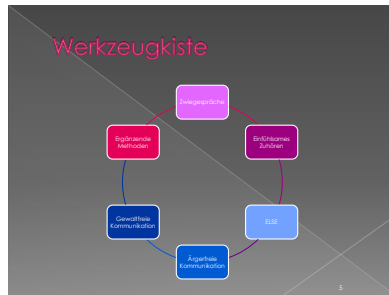 Werkzeugkiste
Zwiegespräche
Einfühlsames
Zuhören
ELSE
Ärgerfreie
Kommunikation
Gewaltfreie
Kommunikation
Ergänzende
Methoden
5